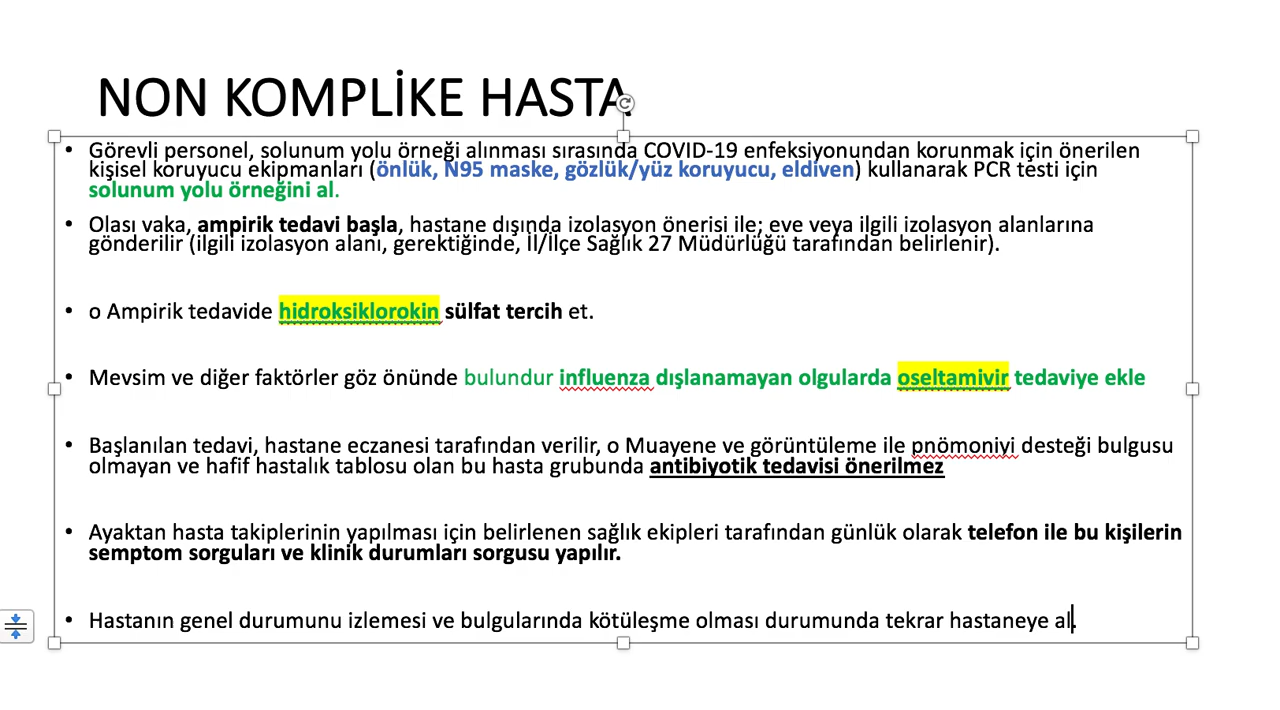 NON KOMPLİKE HASTA
• Görevli personel, solunum yolu örneği alınması sırasında COVID-19 enfeksiyonundan korunmak için önerilen
kişisel koruyucu ekipmanları (önlük, N95 maske, gözlük/yüz koruyucu, eldiven) kullanarak PCR testi için
solunum yolu örneğini al.
• Olası vaka, ampirik tedavi başla, hastane dışında izolasyon önerisi ile; eve veya ilgili izolasyon alanlarına
gönderilir (ilgili izolasyon alanı, gerektiğinde, İl/İlçe Sağlık 27 Müdürlüğü tarafından belirlenir).
• o Ampirik tedavide hidroksiklorokin sülfat tercih et.
• Mevsim ve diğer faktörler göz önünde bulundur influenza dışlanamayan olgularda oseltamivir tedaviye ekle
• Başlanılan tedavi, hastane eczanesi tarafından verilir, o Muayene ve görüntüleme ile pnömoniyi desteği bulgusu
olmayan ve hafif hastalık tablosu olan bu hasta grubunda antibiyotik tedavisi önerilmez
• Ayaktan hasta takiplerinin yapılması için belirlenen sağlık ekipleri tarafından günlük olarak telefon ile bu kişilerin
semptom sorguları ve klinik durumları sorgusu yapılır.
• Hastanın genel durumunu izlemesi ve bulgularında kötüleşme olması durumunda tekrar hastaneye al.